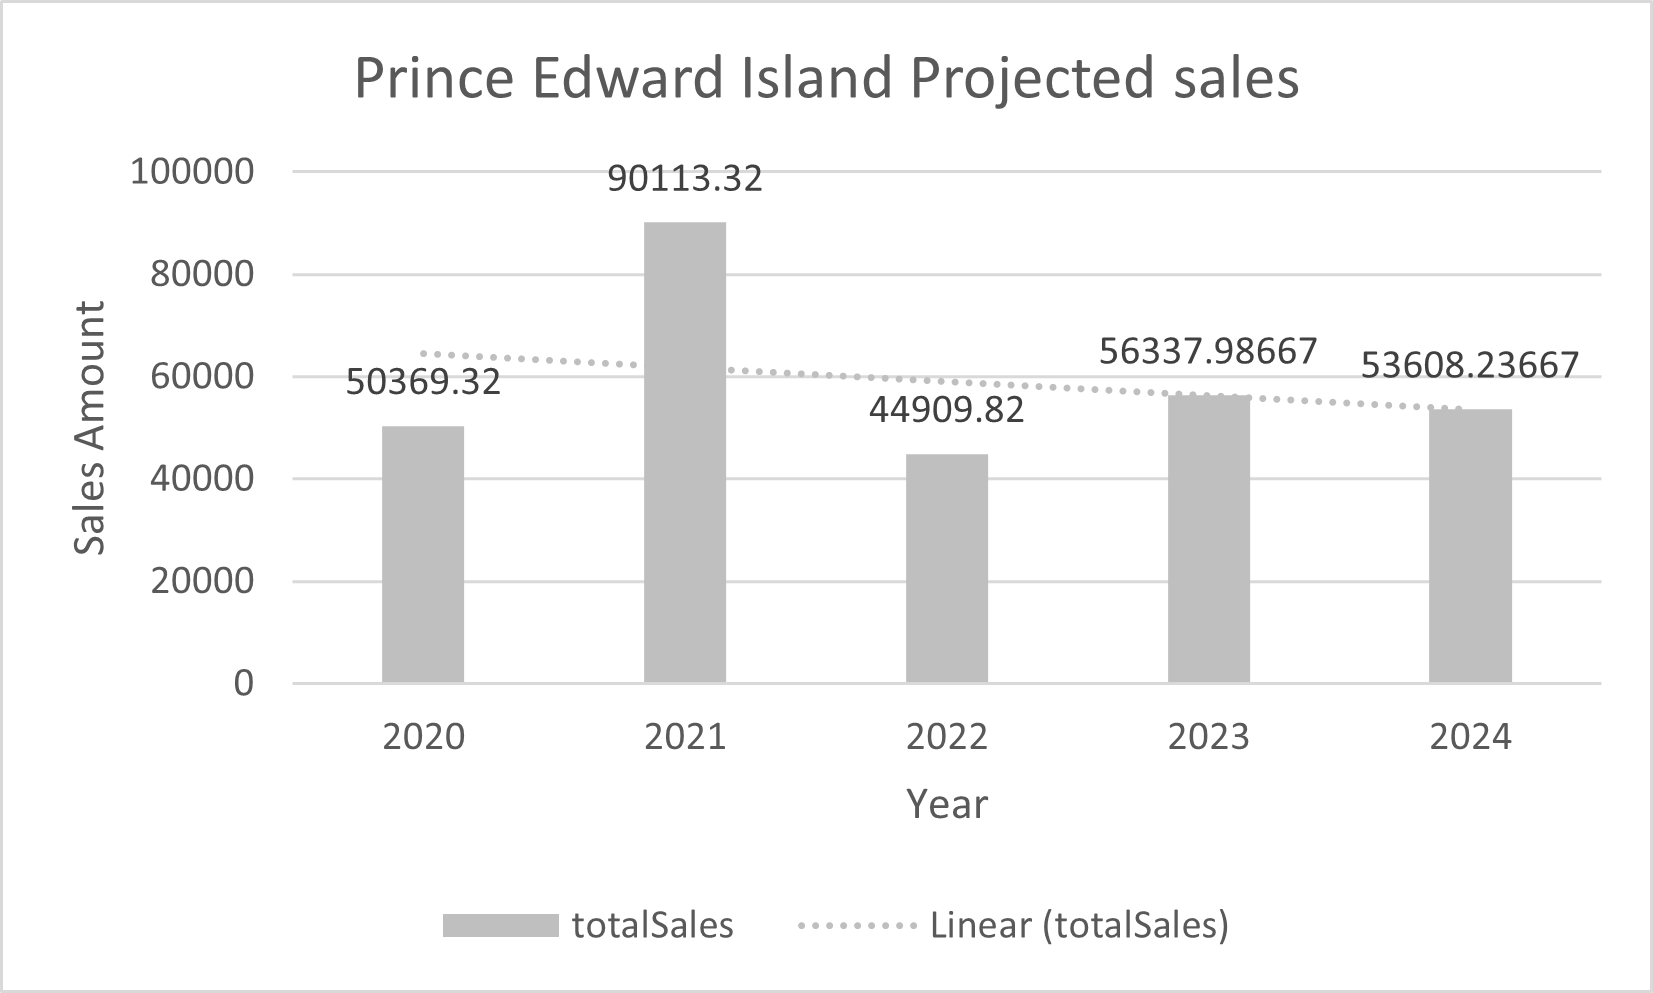 Prince Edward Island Projected sales
100000
80000
60000
40000
20000
0
Sales Amount
50369.32
90113.32
44909.82
56337.98667
53608.23667
2020 2021 2022 2023 2024
Year
totalSales Linear (totalSales)